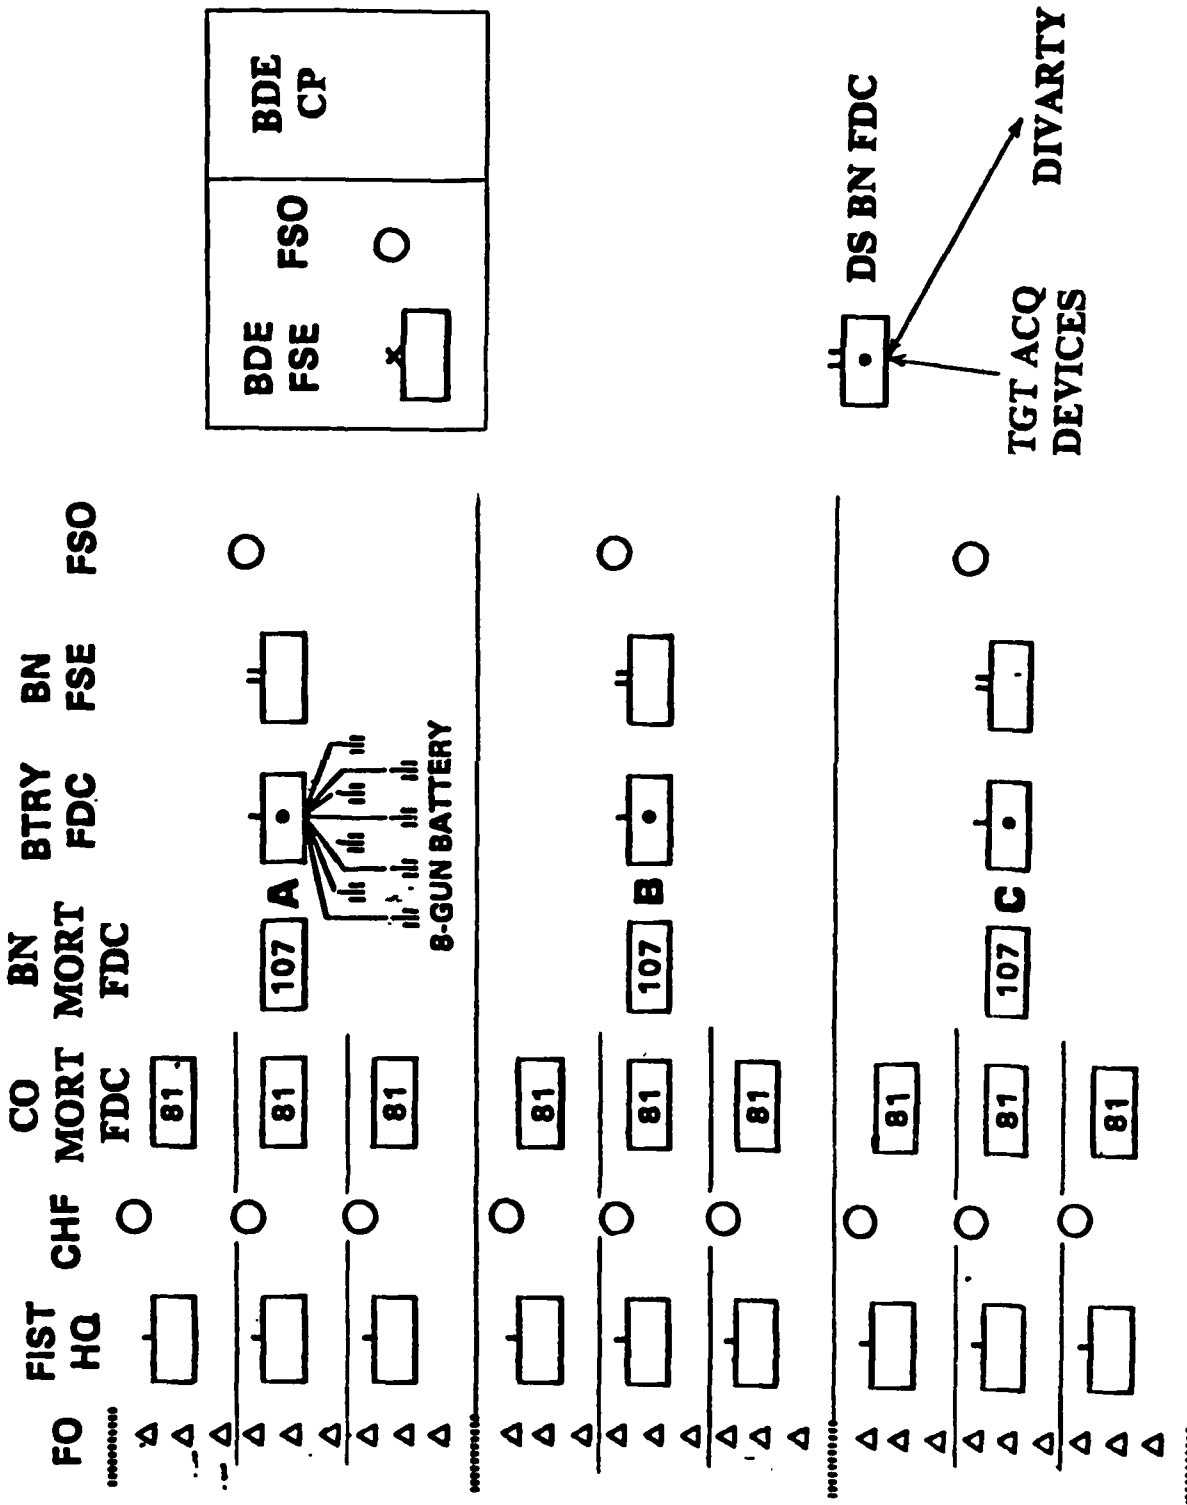 FO
FIST
HQ
CHF
CO
MORT
FDC
BN
MORT
FDC
BTRY
FDC
BN
FSE
FSO
81
81
81
107
A
8-GUN BATTERY
81
81
81
107
B
81
81
81
107
C
BDE
FSE
FSO
BDE
CP
DS BN FDC
TGT ACQ
DEVICES
DIVARTY